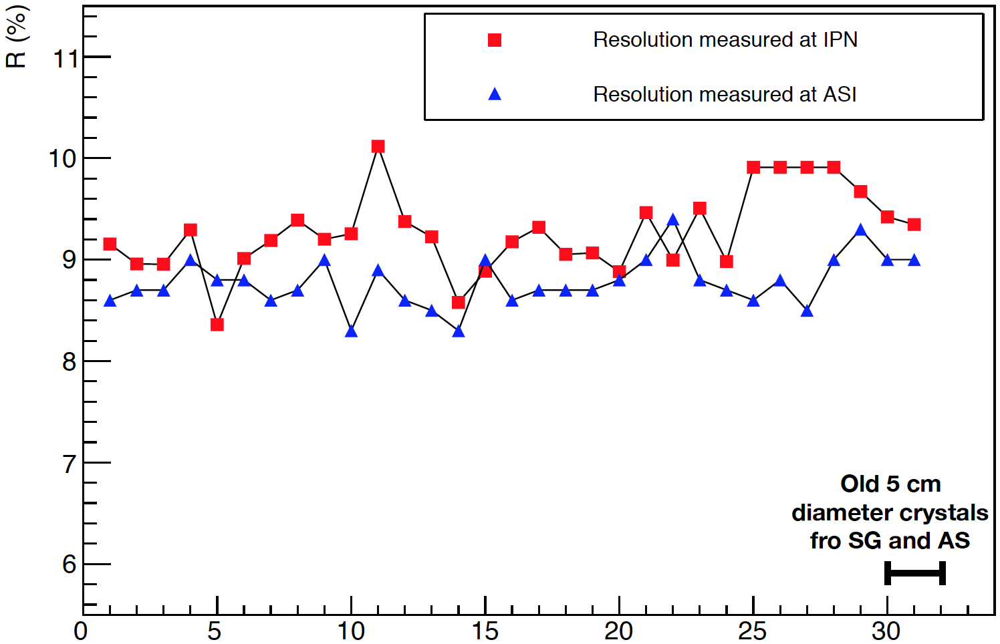 R (%)
Resolution measured at IPN
Resolution measured at ASI
11
10
9
8
7
6
Old 5 cm
diameter crystals
fro SG and AS
0 5 10 15 20 25 30